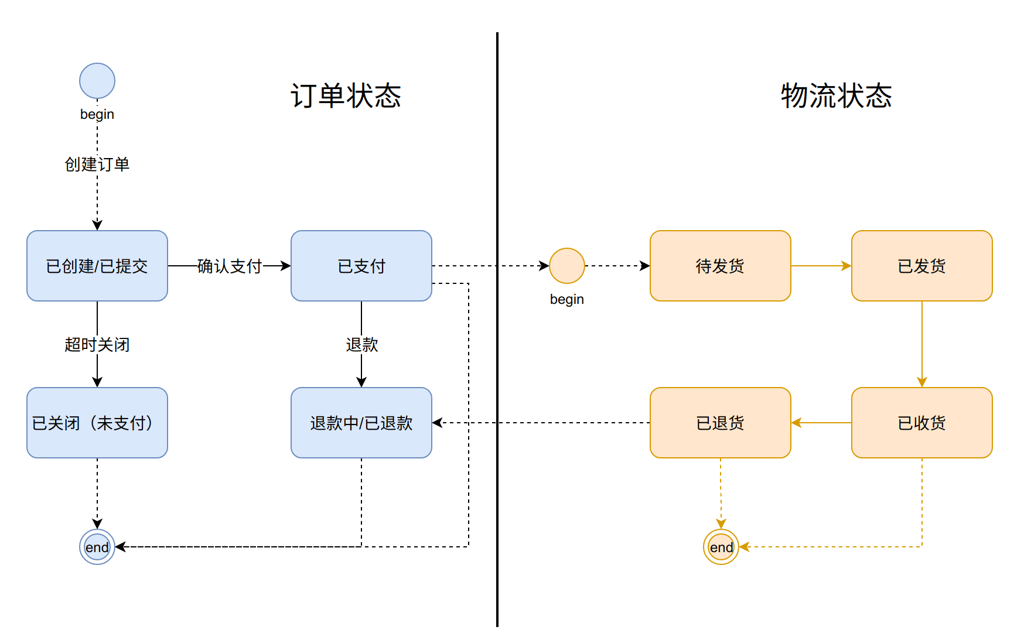 订单状态
物流状态
begin
创建订单
已创建/已提交
确认支付
已支付
begin
待发货
已发货
超时关闭
退款
已关闭（未支付）
退款中/已退款
已退货
已收货
end
end